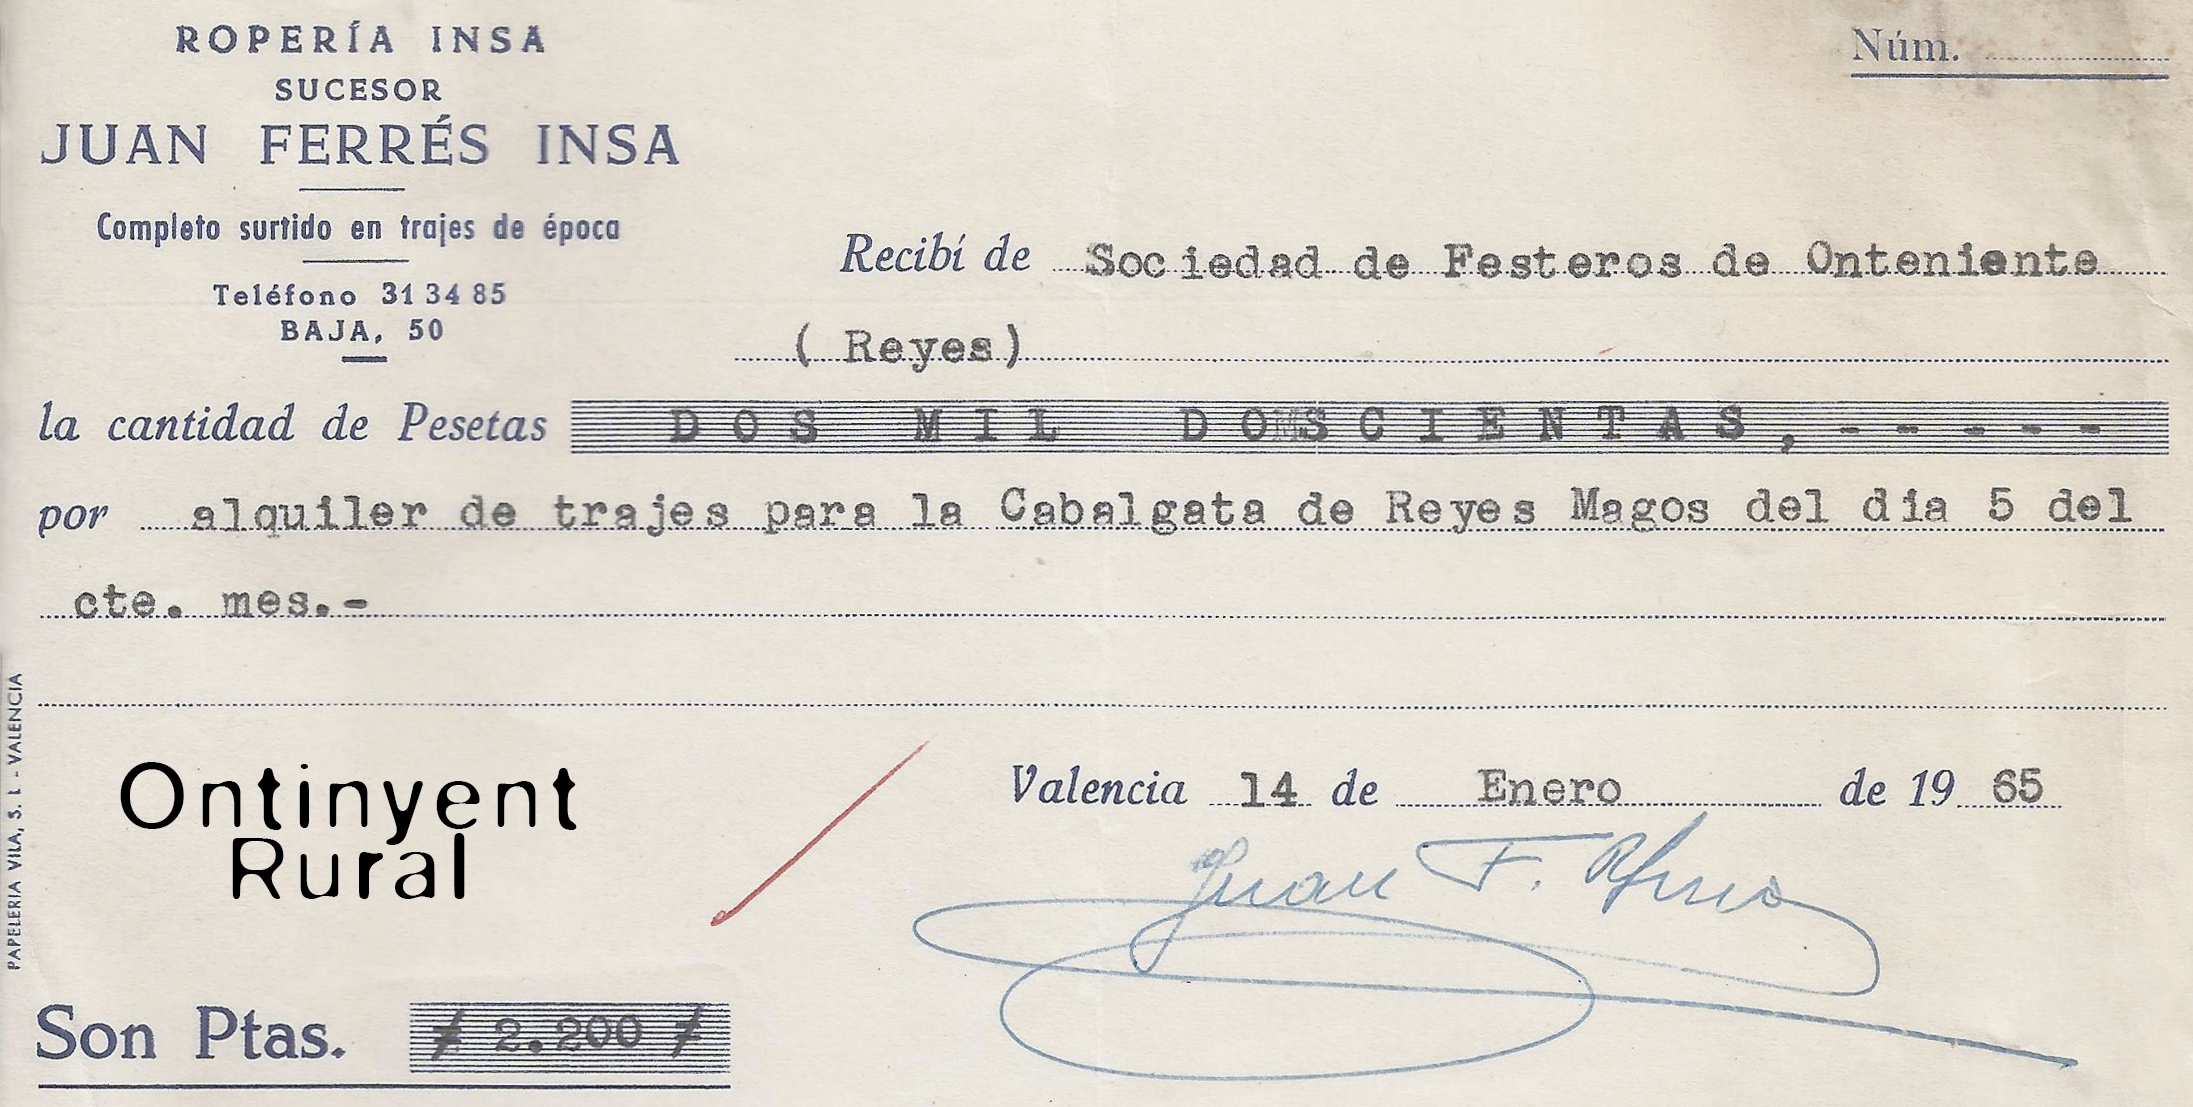 ROPERÍA INSA
SUCESOR
JUAN FERRÉS INSA
Completo surtido en trajes de época
Teléfono 31 34 85
BAJA, 50
Núm.
Recibí de Sociedad de Festeros de Onteniente
( Reyes)
la cantidad de Pesetas DOS MIL DOSCIENTAS,-----
por alquiler de trajes para la Cabalgata de Reyes Magos del dia 5 del
cte. mes.-
PAPELERIA VILA, S. L - VALENCIA
Ontinyent
Rural
Valencia 14 de Enero de 19 65
Juan F.
Son Ptas. 2.200